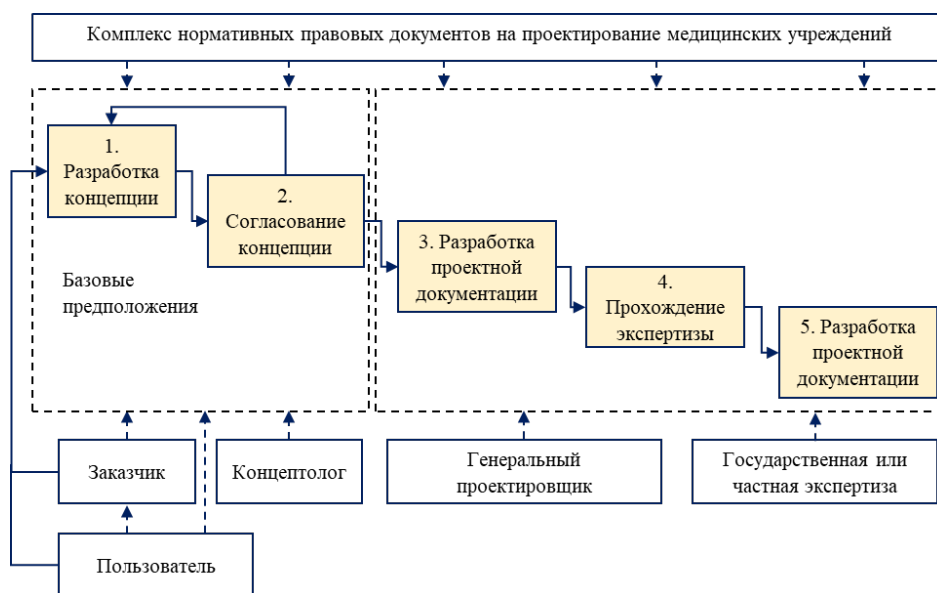 Комплекс нормативных правовых документов на проектирование медицинских учреждений
1.
Разработка
концепции
2.
Согласование
концепции
3. Разработка
проектной
документации
4.
Прохождение
экспертизы
5. Разработка
проектной
документации
Базовые
предположения
Заказчик
Концептолог
Генеральный
проектировщик
Государственная или
частная экспертиза
Пользователь